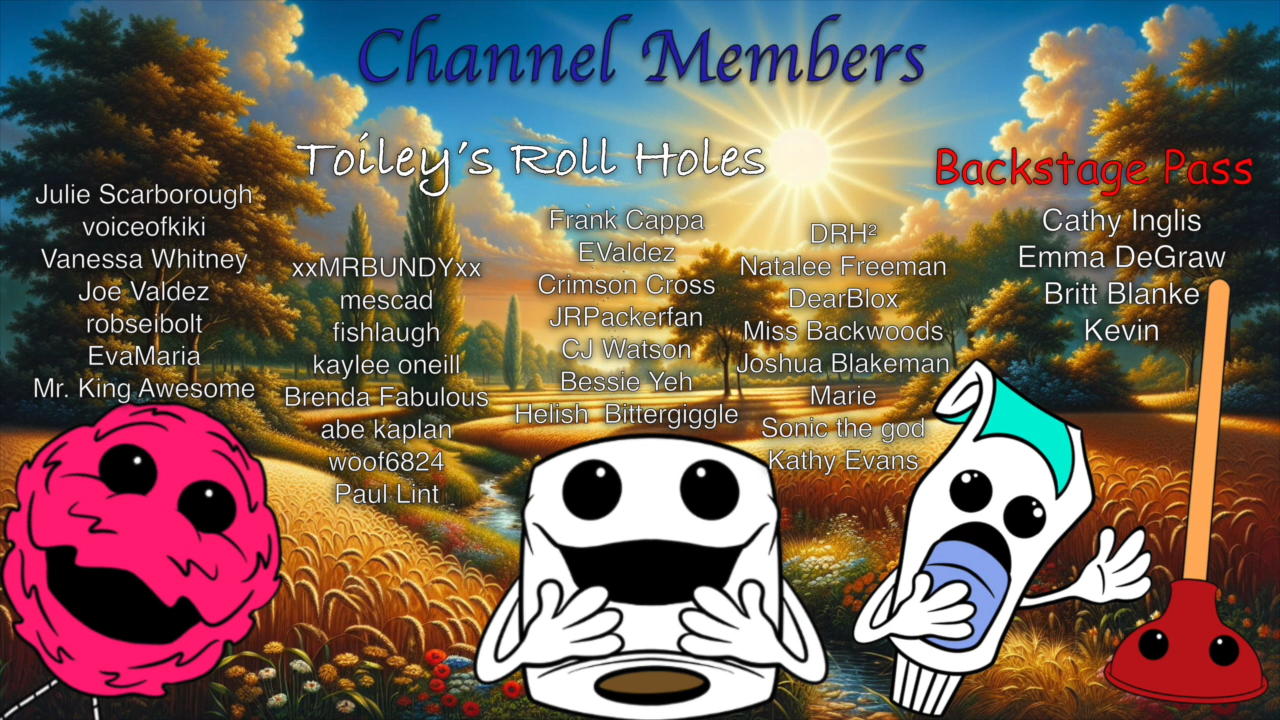 Channel Members
Toiley's Roll Holes
Backstage Pass
Julie Scarborough
voiceofkiki
Vanessa Whitney
Joe Valdez
robseibolt
EvaMaria
Mr. King Awesome
xxMRBUNDYxx
mescad
fishlaugh
kaylee oneill
Brenda Fabulous
abe kaplan
woof6824
Paul Lint
Frank Cappa
EValdez
Crimson Cross
JRPackerfan
CJ Watson
Bessie Yeh
Helish  Bittergiggle
DRH²
Natalee Freeman
DearBlox
Miss Backwoods
Joshua Blakeman
Marie
Sonic the god
Kathy Evans
Cathy Inglis
Emma DeGraw
Britt Blanke
Kevin